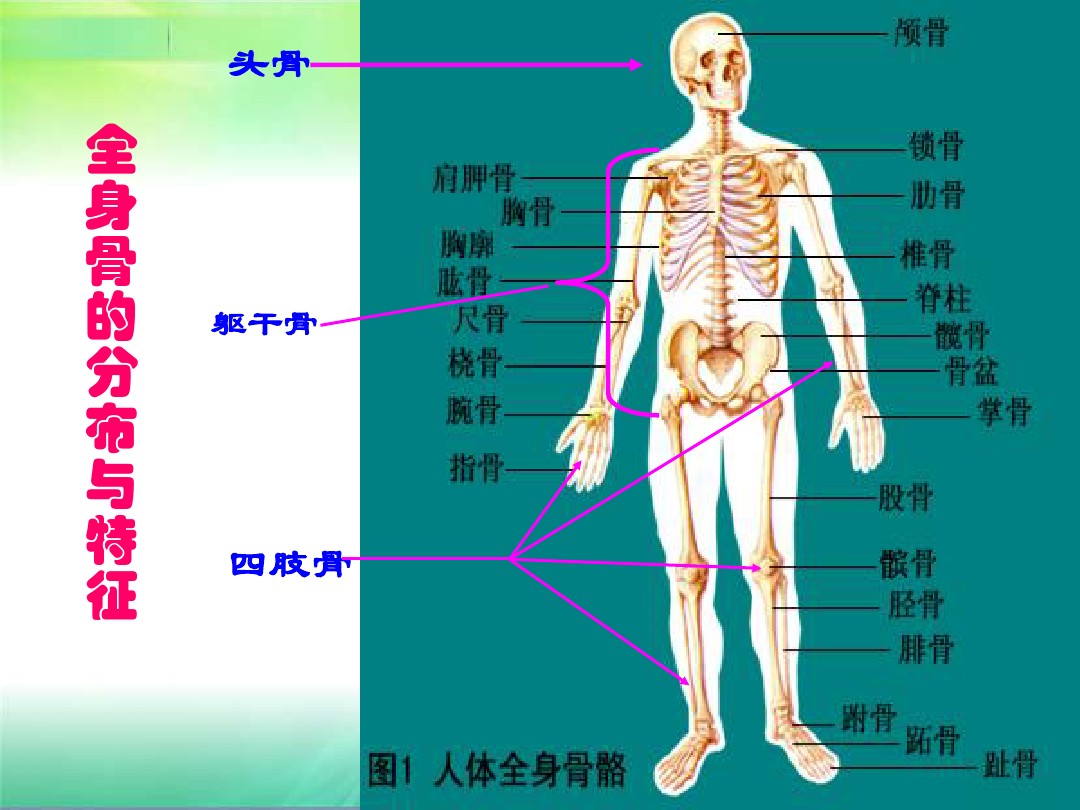 全身骨的分布与特征
头骨
躯干骨
四肢骨
颅骨
锁骨
肋骨
椎骨
脊柱
髋骨
骨盆
掌骨
股骨
髌骨
胫骨
腓骨
跗骨
跖骨
趾骨
肩胛骨
胸骨
胸廓
肱骨
尺骨
桡骨
腕骨
指骨
图1 人体全身骨骼